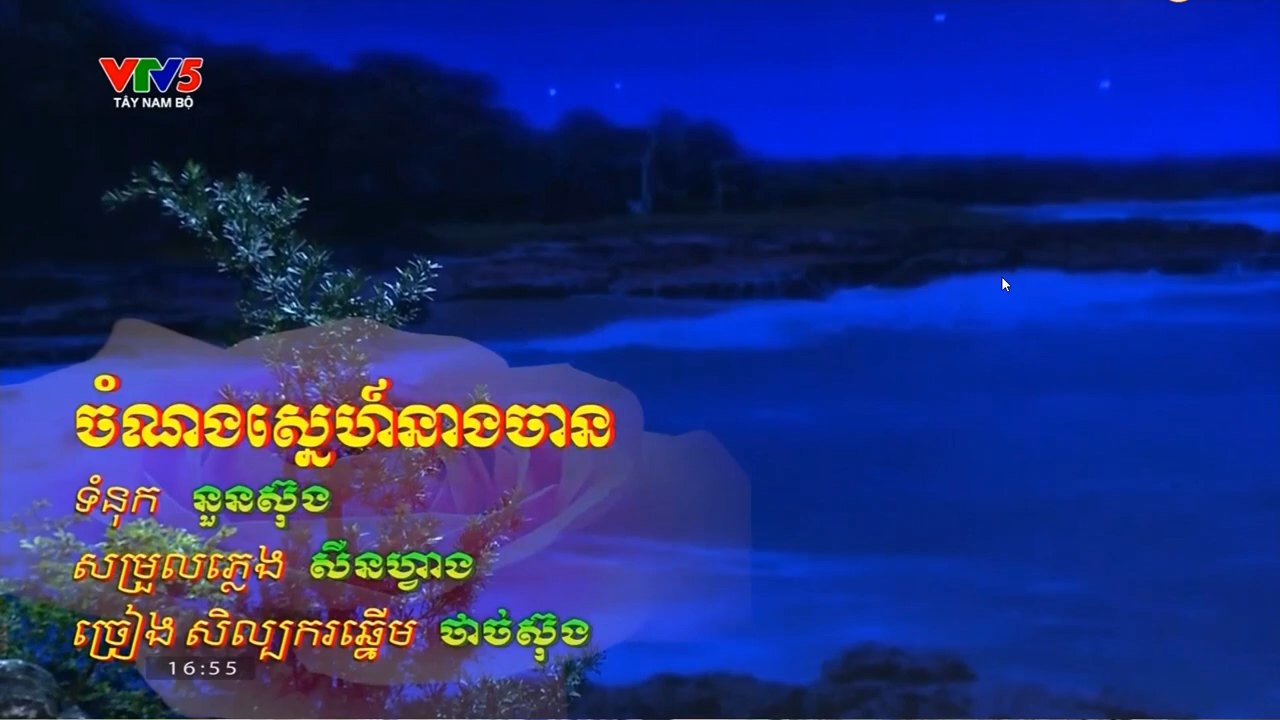 VTV5
TÂY NAM BỘ
ចំណងស្នេហ៍នាងចាន
ទំនុក នួនស៊ុង
សម្រួលភ្លេង សឺនហ្វាង
ច្រៀង សិល្បករឆ្នើម ថាច់ស៊ុង
16:55